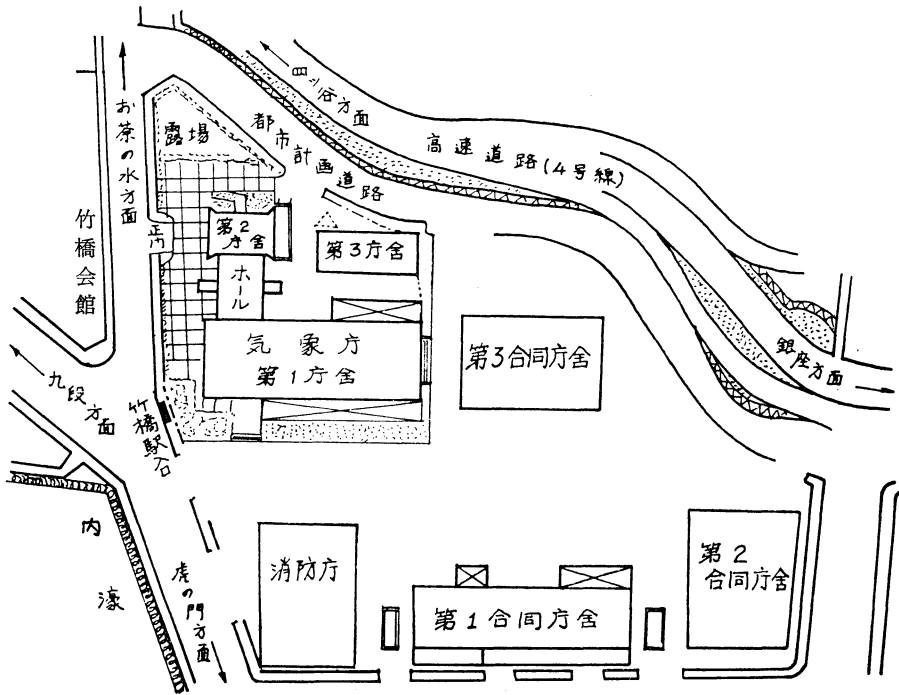 四ツ谷方面
高速道路(4号線)
都市計画道路
お茶の水方面
露場
竹橋会館
正門
第2
庁舎
第3庁舎
ホール
気象庁
第1庁舎
第3合同庁舎
銀座方面
九段方面
竹橋駅入口
内濠
虎の門方面
消防庁
第1合同庁舎
第2
合同庁舎